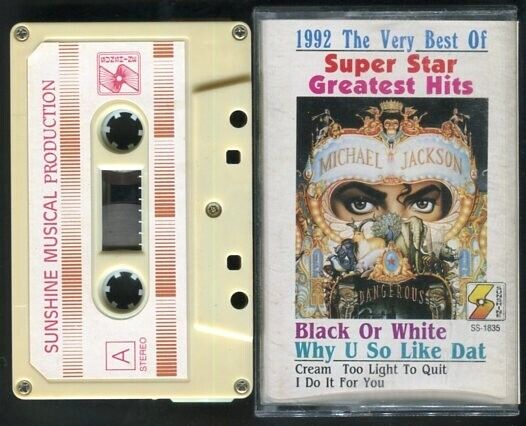 SUNSHINE MUSICAL PRODUCTION
A
STEREO
1992 The Very Best Of
Super Star
Greatest Hits
MICHAEL JACKSON
DANGEROUS
SUNSHINE
SS-1835
Black Or White
Why U So Like Dat
Cream Too Light To Quit
I Do It For You